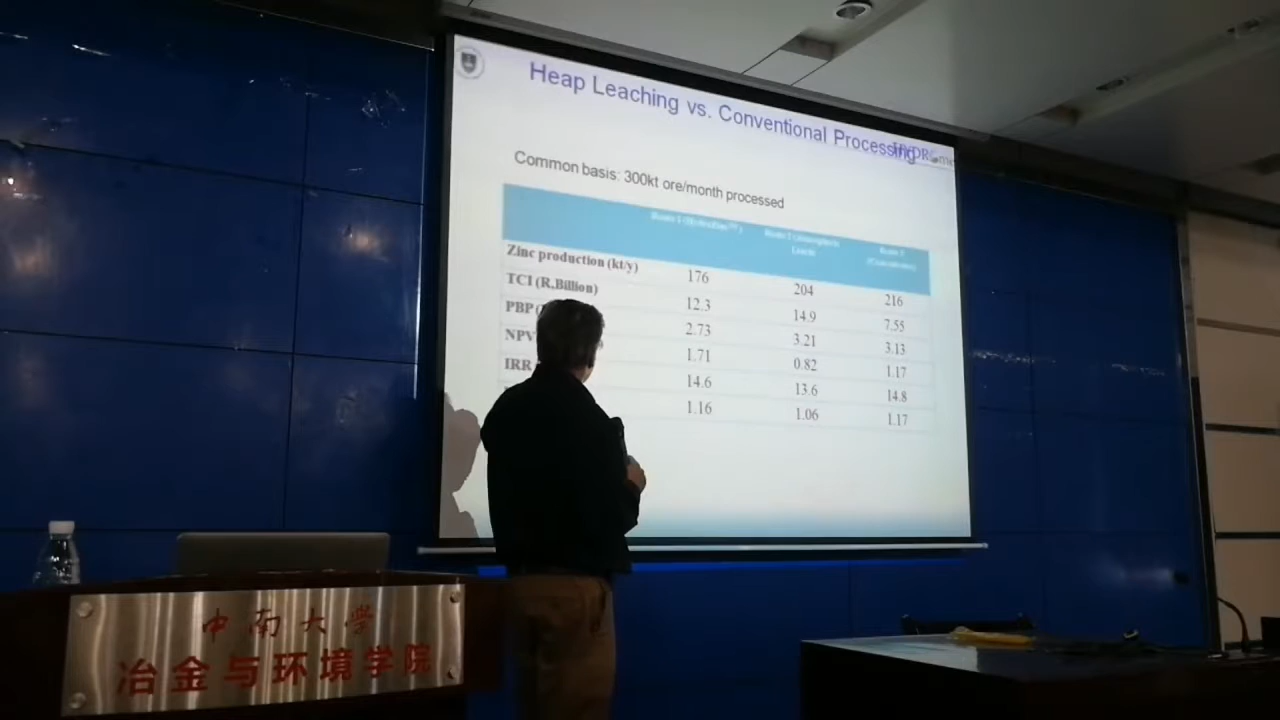 Heap Leaching vs. Conventional Processing
Common basis: 300kt ore/month processed
Zinc production (kt/y) 176 204 216
TCI (R,Billion) 12.3 14.9 7.55
PBP 2.73 3.21 3.13
NPV 1.71 0.82 1.17
IRR 14.6 13.6 14.8
1.16 1.06 1.17
中南大学
冶金与环境学院